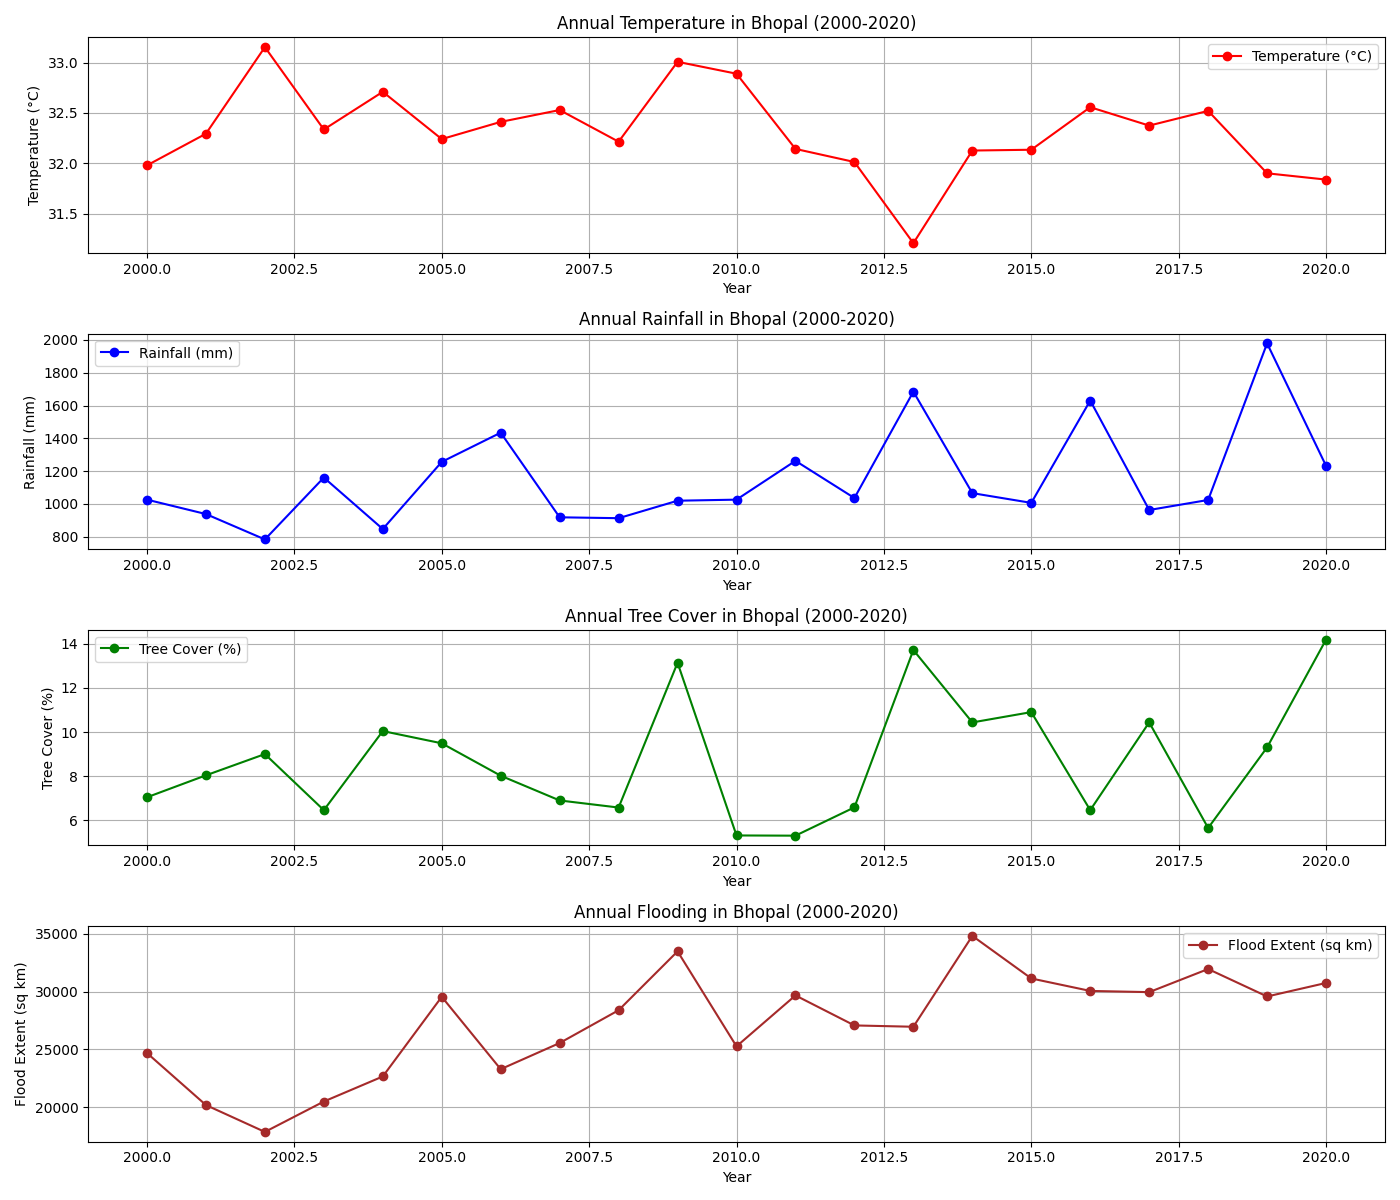 Annual Temperature in Bhopal (2000-2020)
Temperature (°C)
Temperature (°C)
33.0
32.5
32.0
31.5
2000.0 2002.5 2005.0 2007.5 2010.0 2012.5 2015.0 2017.5 2020.0
Year
Annual Rainfall in Bhopal (2000-2020)
Rainfall (mm)
Rainfall (mm)
2000
1800
1600
1400
1200
1000
800
2000.0 2002.5 2005.0 2007.5 2010.0 2012.5 2015.0 2017.5 2020.0
Year
Annual Tree Cover in Bhopal (2000-2020)
Tree Cover (%)
Tree Cover (%)
14
12
10
8
6
2000.0 2002.5 2005.0 2007.5 2010.0 2012.5 2015.0 2017.5 2020.0
Year
Annual Flooding in Bhopal (2000-2020)
Flood Extent (sq km)
Flood Extent (sq km)
35000
30000
25000
20000
2000.0 2002.5 2005.0 2007.5 2010.0 2012.5 2015.0 2017.5 2020.0
Year